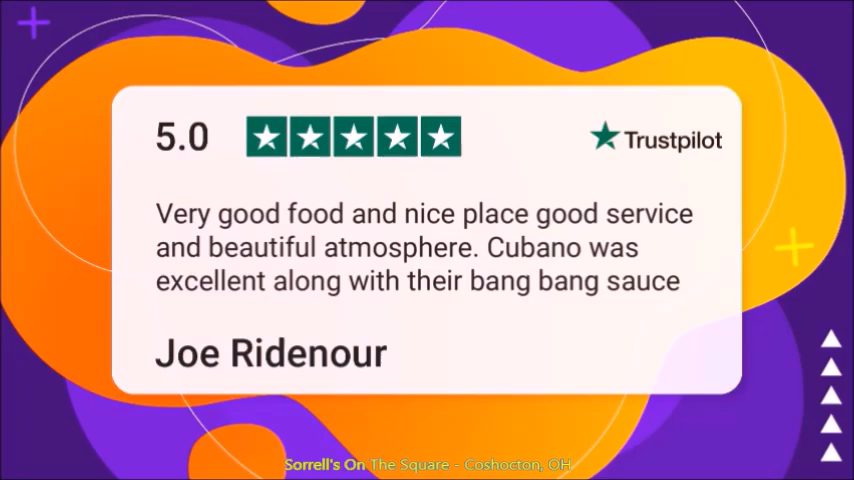 5.0
Trustpilot
Very good food and nice place good service
and beautiful atmosphere. Cubano was
excellent along with their bang bang sauce
Joe Ridenour
Sorrell's On The Square - Coshocton, OH